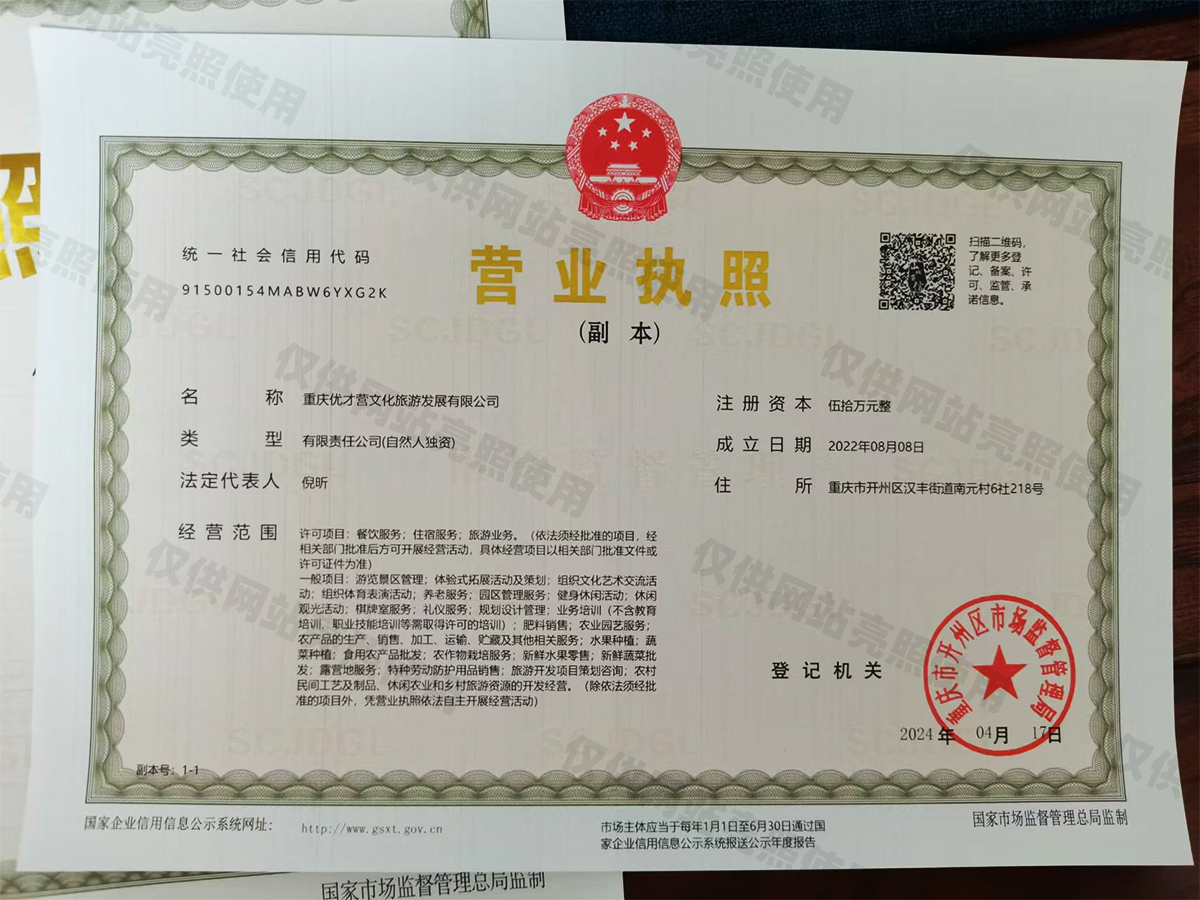 统一社会信用代码
91500154MABW6YXG2K
营业执照
(副 本)
扫描二维码，
了解更多登
记、备案、许
可、监管、承
诺信息。
名 称 重庆优才营文化旅游发展有限公司
类 型 有限责任公司(自然人独资)
法定代表人 倪昕
经营范围 许可项目：餐饮服务；住宿服务；旅游业务。（依法须经批准的项目，经
相关部门批准后方可开展经营活动，具体经营项目以相关部门批准文件或
许可证件为准）
一般项目：游览景区管理；体验式拓展活动及策划；组织文化艺术交流活
动；组织体育表演活动；养老服务；园区管理服务；健身休闲活动；休闲
观光活动；棋牌室服务；礼仪服务；规划设计管理；业务培训（不含教育
培训、职业技能培训等需取得许可的培训）；肥料销售；农业园艺服务；
农产品的生产、销售、加工、运输、贮藏及其他相关服务；水果种植；蔬
菜种植；食用农产品批发；农作物栽培服务；新鲜水果零售；新鲜蔬菜批
发；露营地服务；特种劳动防护用品销售；旅游开发项目策划咨询；农村
民间工艺及制品、休闲农业和乡村旅游资源的开发经营。（除依法须经批
准的项目外，凭营业执照依法自主开展经营活动）
注册资本 伍拾万元整
成立日期 2022年08月08日
住 所 重庆市开州区汉丰街道南元村6社218号
登记机关
重庆市开州区市场监督管理局
2024年 04月 17日
副本号：1-1
国家企业信用信息公示系统网址： http://www.gsxt.gov.cn
市场主体应当于每年1月1日至6月30日通过国
家企业信用信息公示系统报送公示年度报告
国家市场监督管理总局监制
国家市场监督管理总局监制
照
仅供网站亮照使用